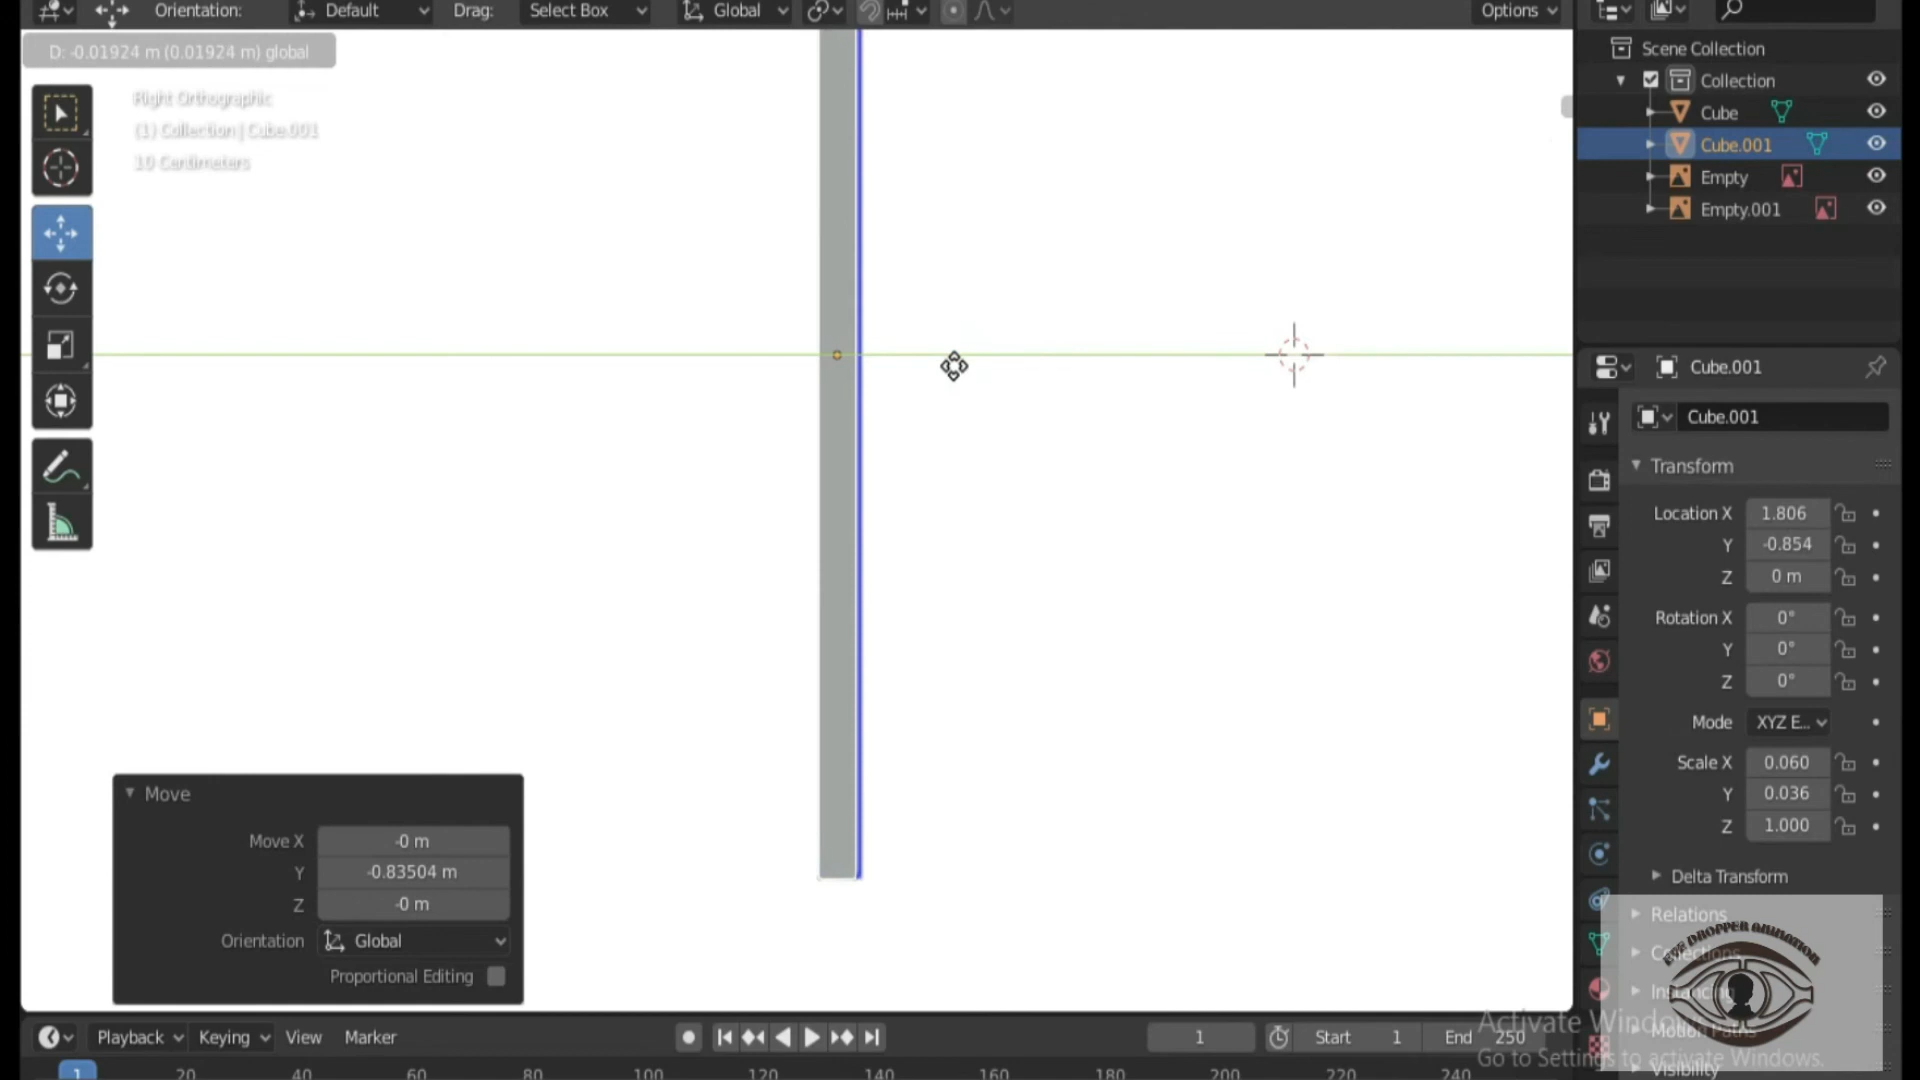 Orientation: Default Drag: Select Box Global Options
D: -0.01924 m (0.01924 m) global
Right Orthographic
(1) Collection | Cube.001
10 Centimeters
Scene Collection
Collection
Cube
Cube.001
Empty
Empty.001
Cube.001
Cube.001
Transform
Location X 1.806
Y -0.854
Z 0 m
Rotation X 0°
Y 0°
Z 0°
Mode XYZ E...
Scale X 0.060
Y 0.036
Z 1.000
Delta Transform
Relations
Collections
Instancing
Motion Paths
Visibility
Move
Move X -0 m
Y -0.83504 m
Z -0 m
Orientation Global
Proportional Editing
Playback Keying View Marker 1 Start 1 End 250
1 20 40 60 80 100 120 140 160 180 200 220 240
EYE DROPPER ANIMATION
Activate Windows
Go to Settings to activate Windows.